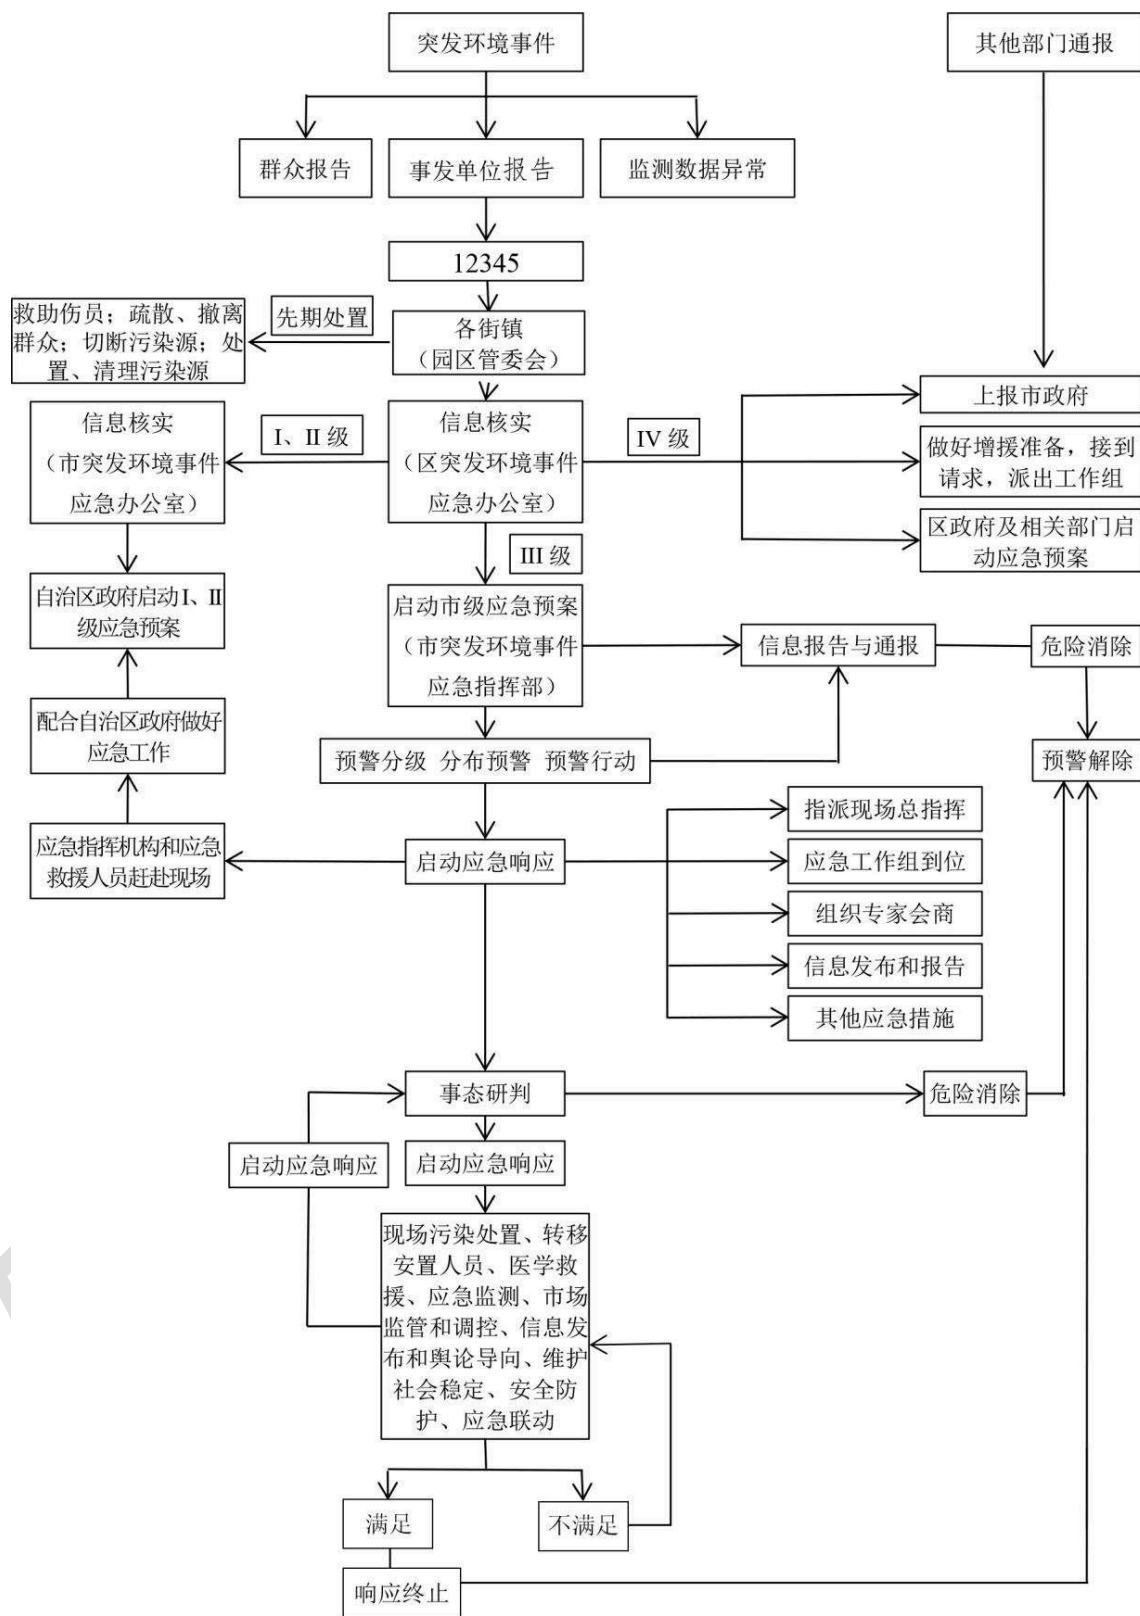 突发环境事件
其他部门通报
群众报告
事发单位报告
监测数据异常
12345
救助伤员；疏散、撤离
群众；切断污染源；处
置、清理污染源
先期处置
各街镇
（园区管委会）
上报市政府
信息核实
（市突发环境事件
应急办公室）
I、II 级
信息核实
（区突发环境事件
应急办公室）
IV 级
做好增援准备，接到
请求，派出工作组
区政府及相关部门启
动应急预案
III 级
自治区政府启动 I、II
级应急预案
启动市级应急预案
（市突发环境事件
应急指挥部）
信息报告与通报
危险消除
配合自治区政府做好
应急工作
预警分级 分布预警 预警行动
预警解除
指派现场总指挥
应急指挥机构和应急
救援人员赶赴现场
启动应急响应
应急工作组到位
组织专家会商
信息发布和报告
其他应急措施
事态研判
危险消除
启动应急响应
启动应急响应
现场污染处置、转移
安置人员、医学救
援、应急监测、市场
监管和调控、信息发
布和舆论导向、维护
社会稳定、安全防
护、应急联动
满足
不满足
响应终止